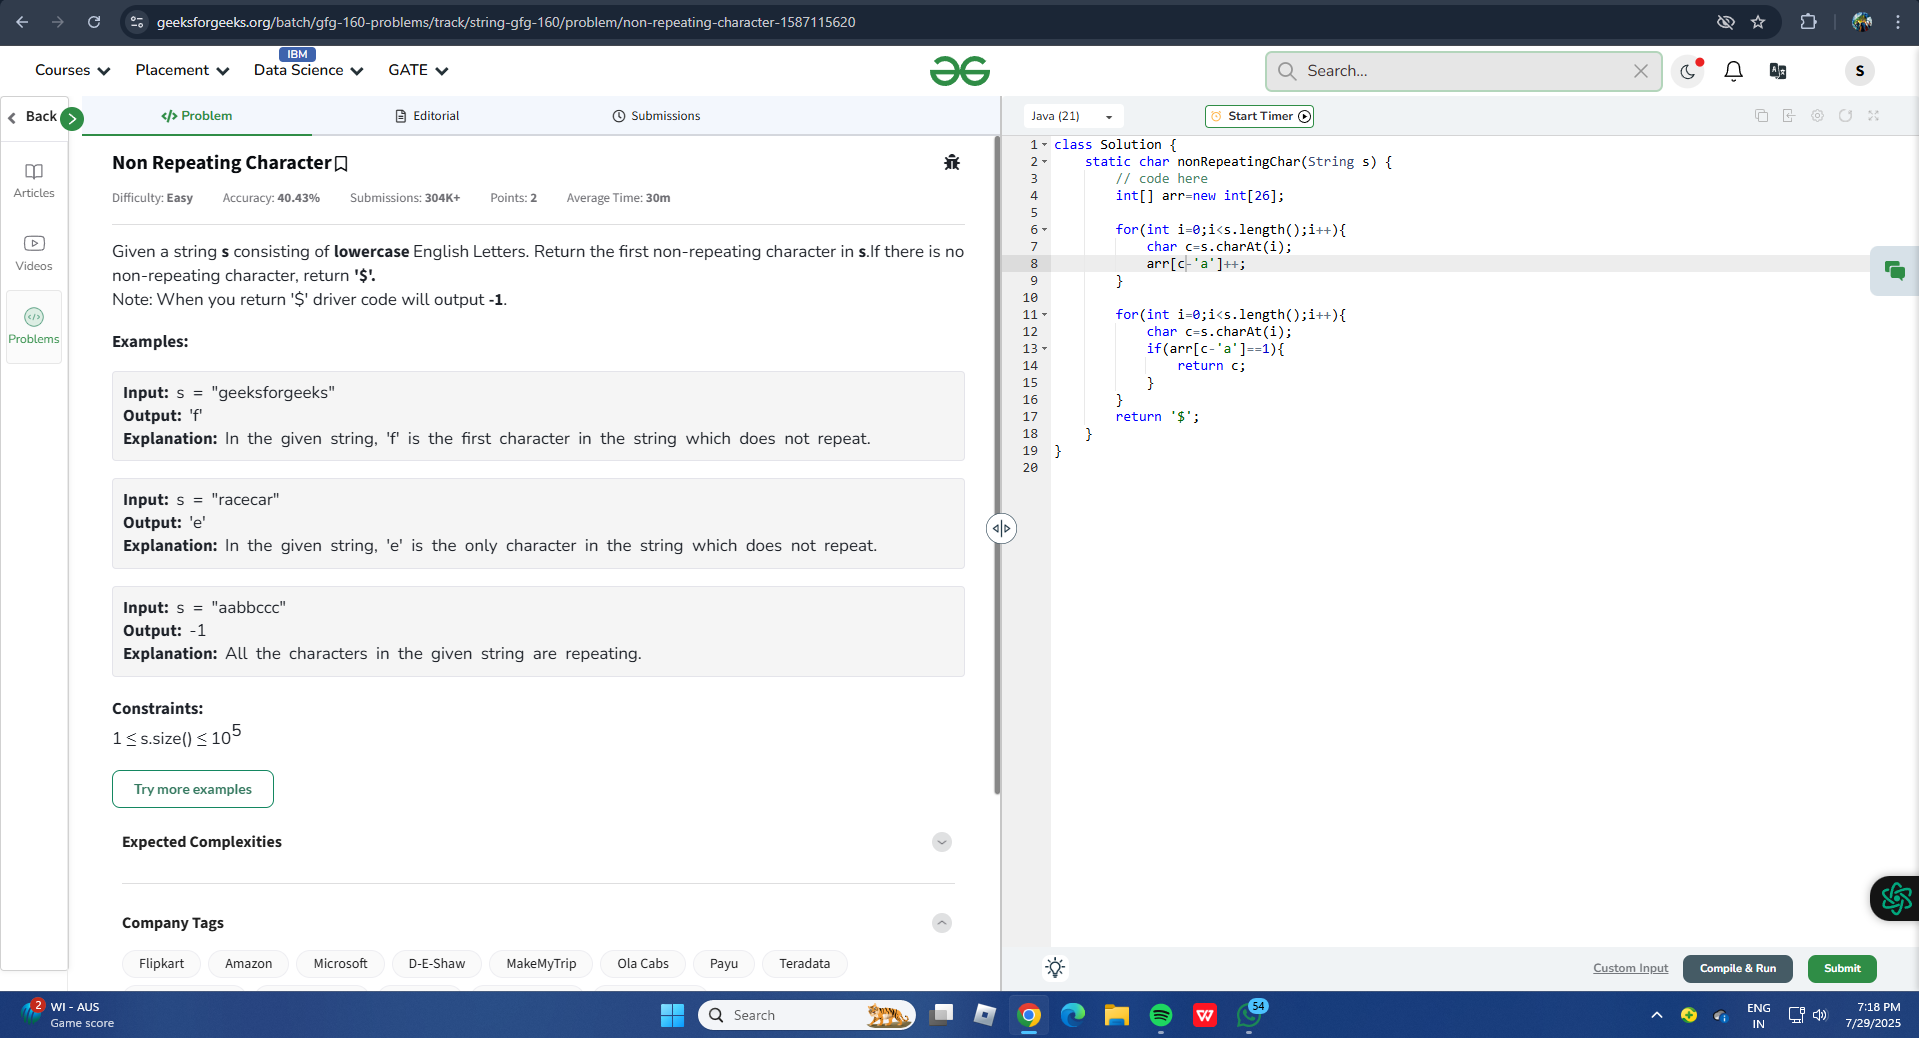 geeksforgeeks.org/batch/gfg-160-problems/track/string-gfg-160/problem/non-repeating-character-1587115620
Courses Placement IBM Data Science GATE
Search...
S
Back
Problem Editorial Submissions
Java (21) Start Timer
Articles
Videos
Problems
Non Repeating Character
Difficulty: Easy Accuracy: 40.43% Submissions: 304K+ Points: 2 Average Time: 30m
Given a string s consisting of lowercase English Letters. Return the first non-repeating character in s.If there is no
non-repeating character, return '$'.
Note: When you return '$' driver code will output -1.
Examples:
Input: s = "geeksforgeeks"
Output: 'f'
Explanation: In the given string, 'f' is the first character in the string which does not repeat.
Input: s = "racecar"
Output: 'e'
Explanation: In the given string, 'e' is the only character in the string which does not repeat.
Input: s = "aabbccc"
Output: -1
Explanation: All the characters in the given string are repeating.
Constraints:
1 ≤ s.size() ≤ 10^5
Try more examples
Expected Complexities
Company Tags
Flipkart Amazon Microsoft D-E-Shaw MakeMyTrip Ola Cabs Payu Teradata
1 class Solution {
2 static char nonRepeatingChar(String s) {
3 // code here
4 int[] arr=new int[26];
5
6 for(int i=0;i<s.length();i++){
7 char c=s.charAt(i);
8 arr[c-'a']++;
9 }
10
11 for(int i=0;i<s.length();i++){
12 char c=s.charAt(i);
13 if(arr[c-'a']==1){
14 return c;
15 }
16 }
17 return '$';
18 }
19 }
20
Custom Input Compile & Run Submit
2
WI - AUS
Game score
Search
W
54
ENG
IN
7:18 PM
7/29/2025